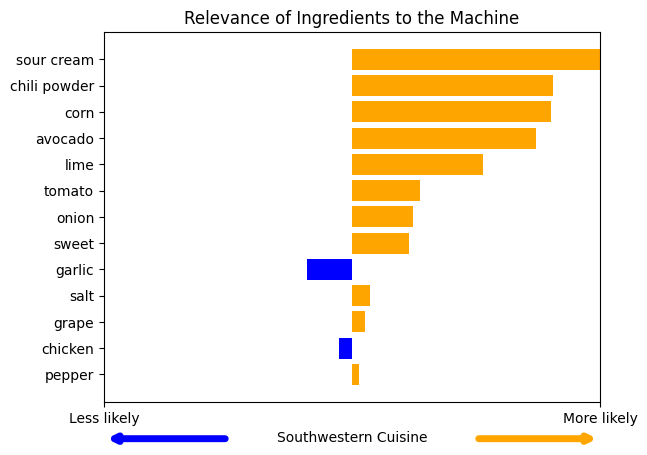 Relevance of Ingredients to the Machine
sour cream
chili powder
corn
avocado
lime
tomato
onion
sweet
garlic
salt
grape
chicken
pepper
Less likely
More likely
Southwestern Cuisine